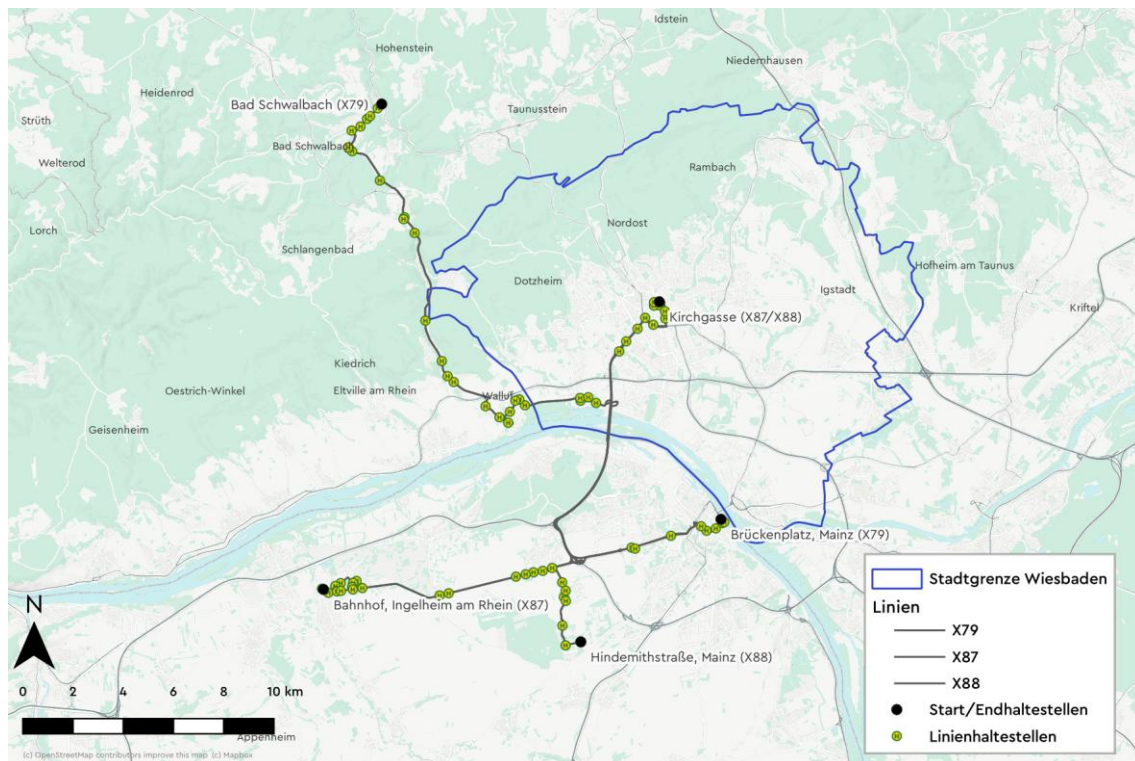 Idstein
Hohenstein
Niedernhausen
Heidenrod
Bad Schwalbach (X79)
Taunusstein
Strüth
Bad Schwalbach
Welterod
Rambach
Lorch
Nordost
Schlangenbad
Hofheim am Taunus
Dotzheim
Igstadt
Kriftel
Kirchgasse (X87/X88)
Kiedrich
Oestrich-Winkel
Eltville am Rhein
Walluf
Geisenheim
Brückenplatz, Mainz (X79)
Bahnhof, Ingelheim am Rhein (X87)
Hindemithstraße, Mainz (X88)
N
0 2 4 6 8 10 km
Appenheim
(c) OpenStreetMap contributors improve this map (c) Mapbox
Stadtgrenze Wiesbaden
Linien
X79
X87
X88
Start/Endhaltestellen
H Linienhaltestellen